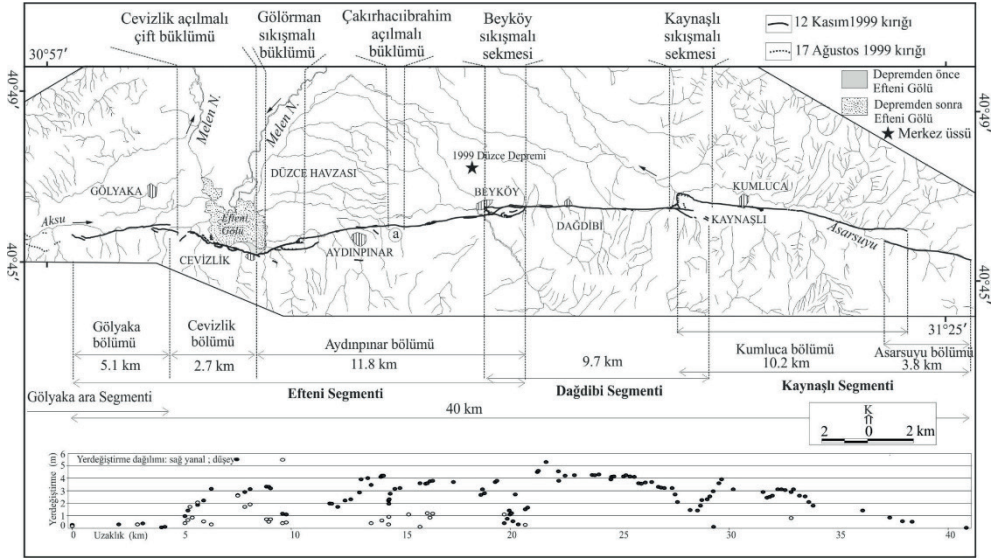 Cevizlik açılmalı
çift büklümü
Gölörman
sıkışmalı
büklümü
Çakırhacıibrahim
açılmalı
büklümü
Beyköy
sıkışmalı
sekmesi
Kaynaşlı
sıkışmalı
sekmesi
12 Kasım1999 kırığı
17 Ağustos 1999 kırığı
Depremden önce
Efteni Gölü
Depremden sonra
Efteni Gölü
Merkez üssü
30°57'
40°49'
40°49'
Melen N.
Melen N.
1999 Düzce Depremi
DÜZCE HAVZASI
GÖLYAKA
BEYKÖY
KUMLUCA
Aksu
Efteni
Gölü
a
DAĞDİBİ
KAYNAŞLI
Asarsuyu
CEVİZLİK
AYDINPINAR
40°45'
40°45'
31°25'
Gölyaka
bölümü
5.1 km
Cevizlik
bölümü
2.7 km
Aydınpınar bölümü
11.8 km
9.7 km
Kumluca bölümü
10.2 km
Asarsuyu bölümü
3.8 km
Gölyaka ara Segmenti
Efteni Segmenti
Dağdibi Segmenti
Kaynaşlı Segmenti
40 km
K
2 0 2 km
Yerdeğiştirme dağılımı: sağ yanal ; düşey
Yerdeğiştirme (m)
6
5
4
3
2
1
0
0 5 10 15 20 25 30 35 40
Uzaklık (km)